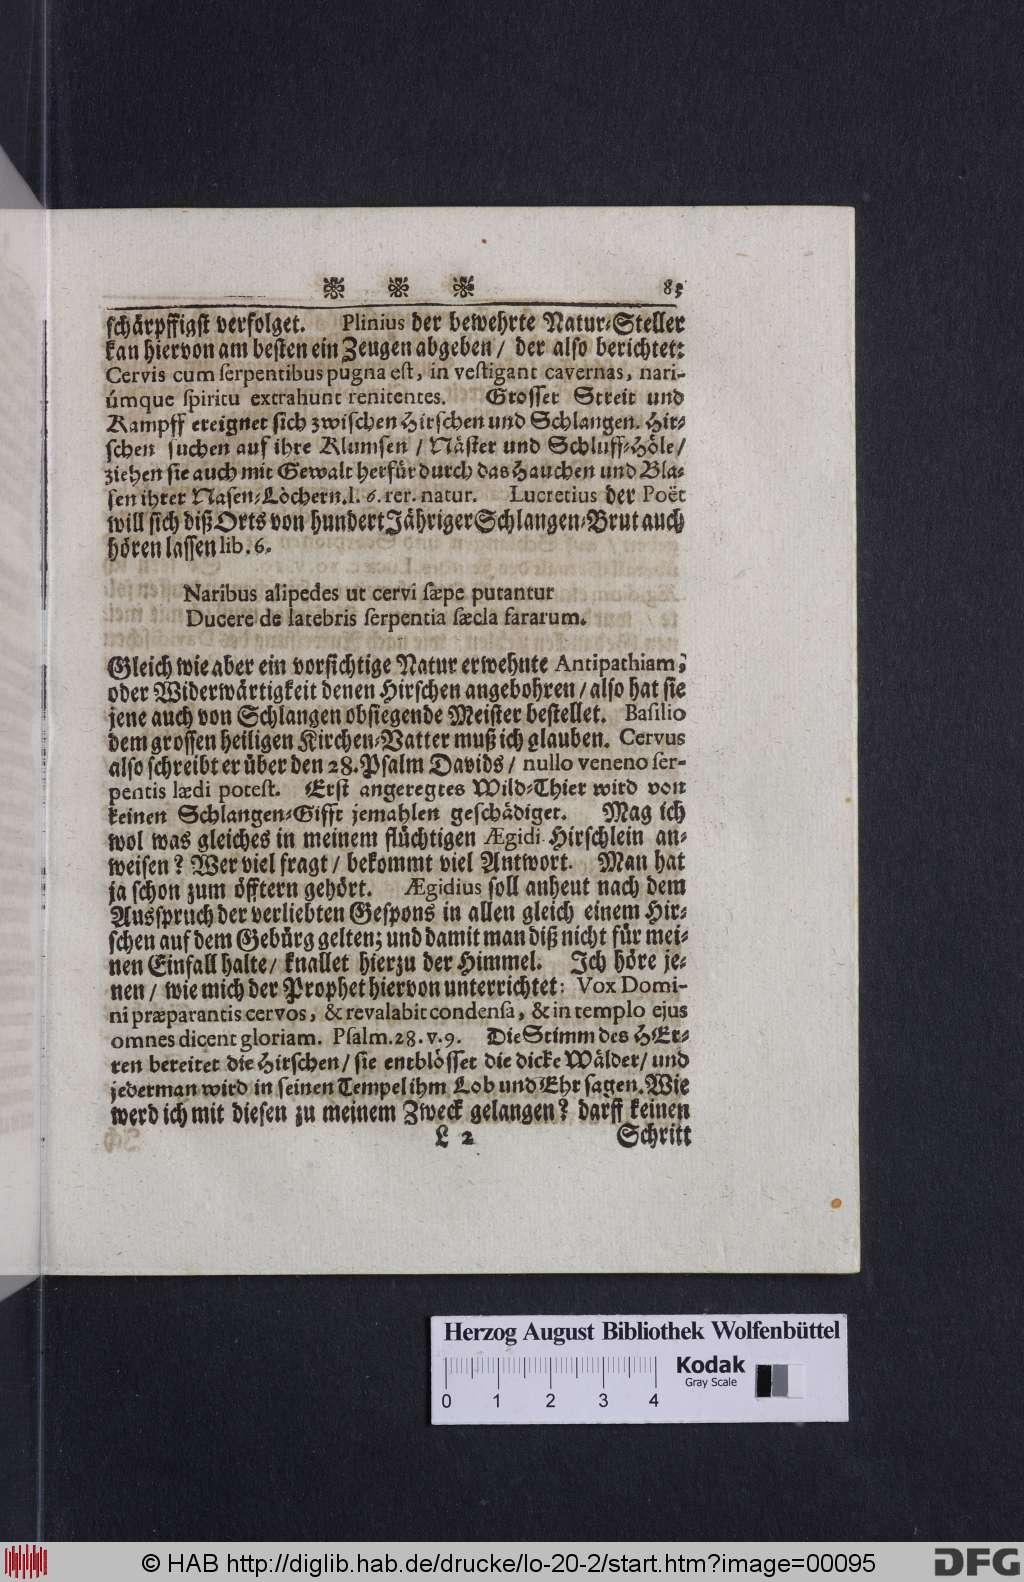 83
schärpffigst verfolget. Plinius der bewehrte Natur-Steller
kan hiervon am besten ein Zeugen abgeben / der also berichtet:
Cervis cum serpentibus pugna est, in vestigant cavernas, nari-
úmque spiritu extrahunt renitentes. Grosser Streit und
Kampff ereignet sich zwischen Hirschen und Schlangen. Hir-
schen suchen auf ihre Klumsen / Näster und Schluff-Höle /
ziehen sie auch mit Gewalt herfür durch das Hauchen und Bla-
sen ihrer Nasen-Löchern. l. 6. rer. natur. Lucretius der Poët
will sich diß Orts von hundert Jähriger Schlangen-Brut auch
hören lassen lib. 6.
Naribus alipedes ut cervi sæpe putantur
Ducere de latebris serpentia sæcla fararum.
Gleich wie aber ein vorsichtige Natur erwehnte Antipathiam,
oder Widerwärtigkeit denen Hirschen angebohren / also hat sie
jene auch von Schlangen obsiegende Meister bestellet. Basilio
dem grossen heiligen Kirchen-Vatter muß ich glauben. Cervus
also schreibt er über den 28. Psalm Davids / nullo veneno ser-
pentis lædi potest. Erst angeregtes Wild-Thier wird von
keinen Schlangen-Gifft jemahlen geschädiget. Mag ich
wol was gleiches in meinem flüchtigen Ægidi Hirschlein an-
weisen? Wer viel fragt / bekommt viel Antwort. Man hat
ja schon zum öfftern gehört. Ægidius soll anheut nach dem
Ausspruch der verliebten Gespons in allen gleich einem Hir-
schen auf dem Gebürg gelten; und damit man diß nicht für mei-
nen Einfall halte / knallet hierzu der Himmel. Ich höre je-
nen / wie mich der Prophet hiervon unterrichtet: Vox Domi-
ni præparantis cervos, & revalabit condensa, & in templo ejus
omnes dicent gloriam. Psalm. 28. v. 9. Die Stimm des HEr-
ren bereitet die Hirschen / sie entblösset die dicke Wälder / und
jederman wird in seinen Tempel ihm Lob und Ehr sagen. Wie
werd ich mit diesen zu meinem Zweck gelangen? darff keinen
L 2 Schritt
Herzog August Bibliothek Wolfenbüttel
Kodak
Gray Scale
0 1 2 3 4
© HAB http://diglib.hab.de/drucke/lo-20-2/start.htm?image=00095
DFG